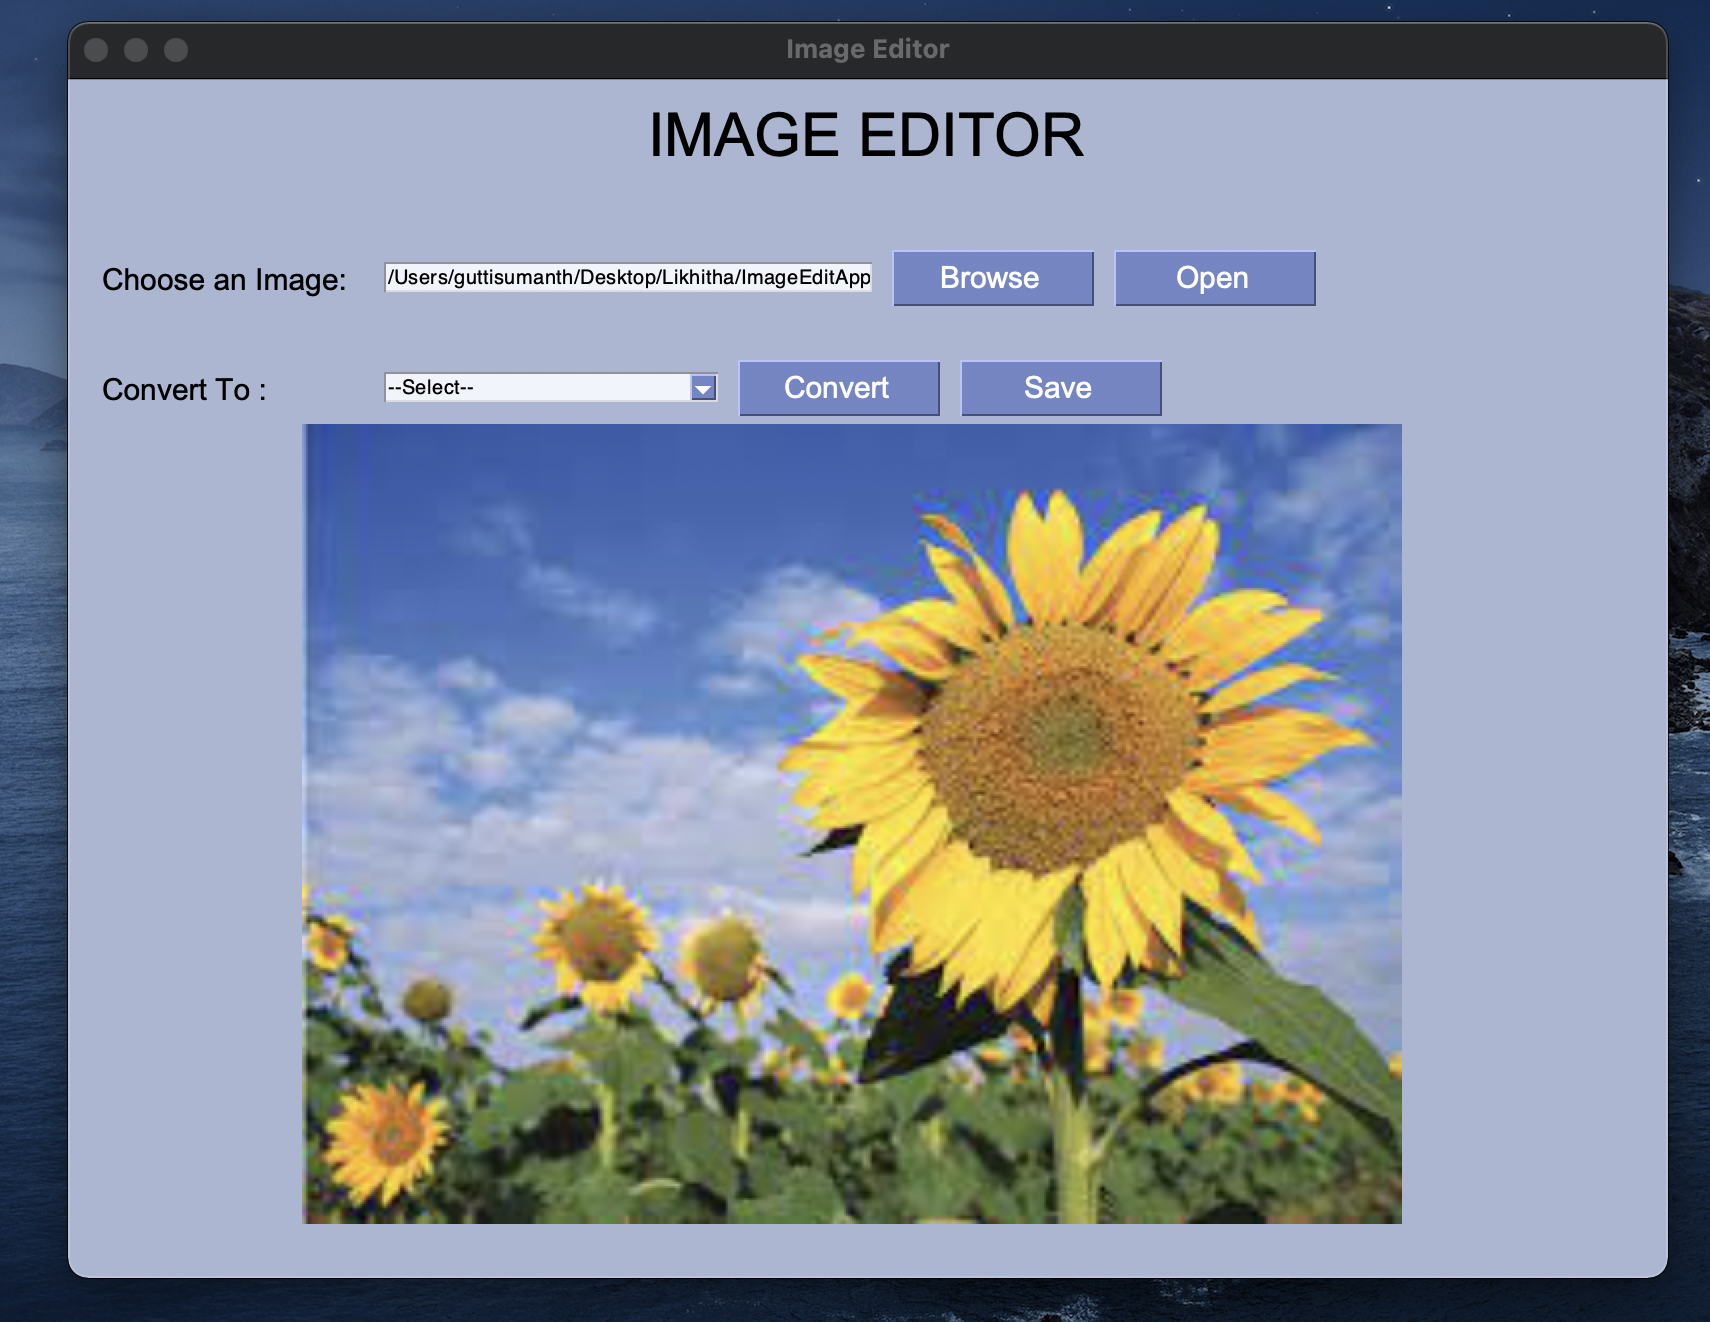 Image Editor
IMAGE EDITOR
Choose an Image: /Users/guttisumanth/Desktop/Likhitha/ImageEditApp Browse Open
Convert To : --Select-- Convert Save